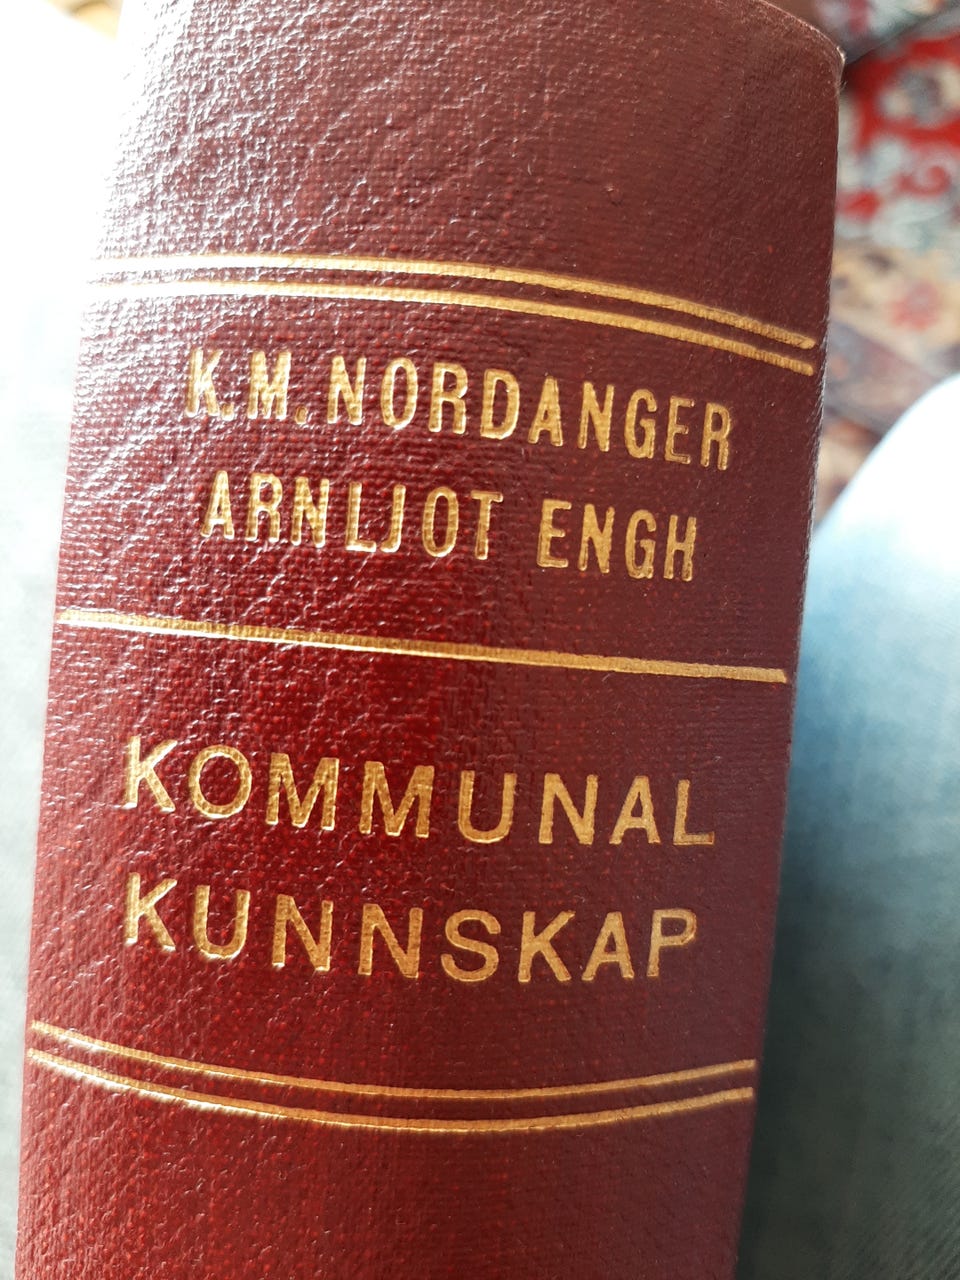 K.M. NORDANGER
ARNLJOT ENGH
KOMMUNAL
KUNNSKAP